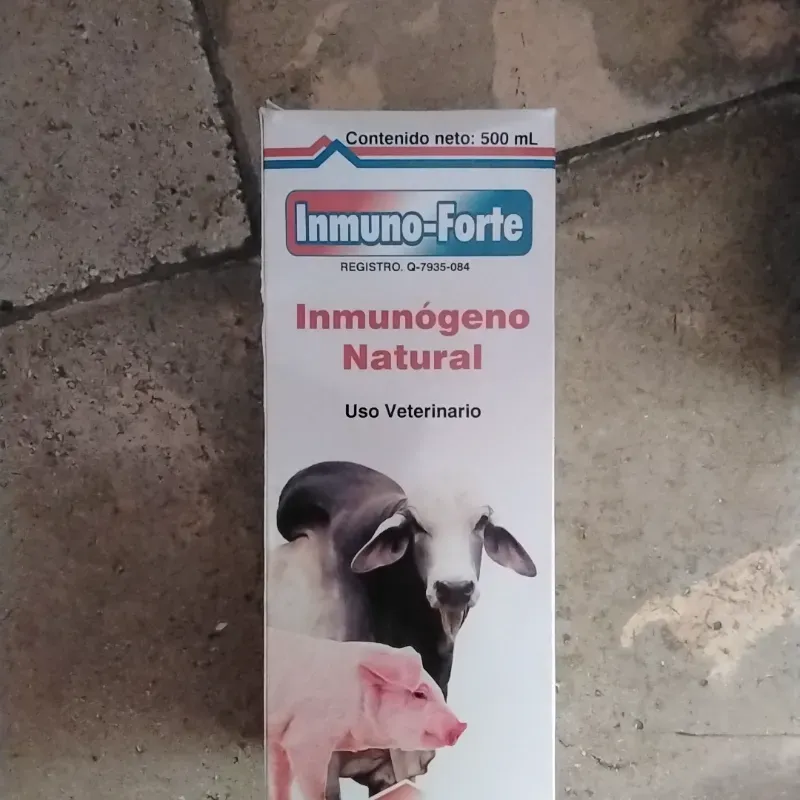 Contenido neto: 500 mL
Inmuno-Forte
REGISTRO. Q-7935-084
Inmunógeno
Natural
Uso Veterinario